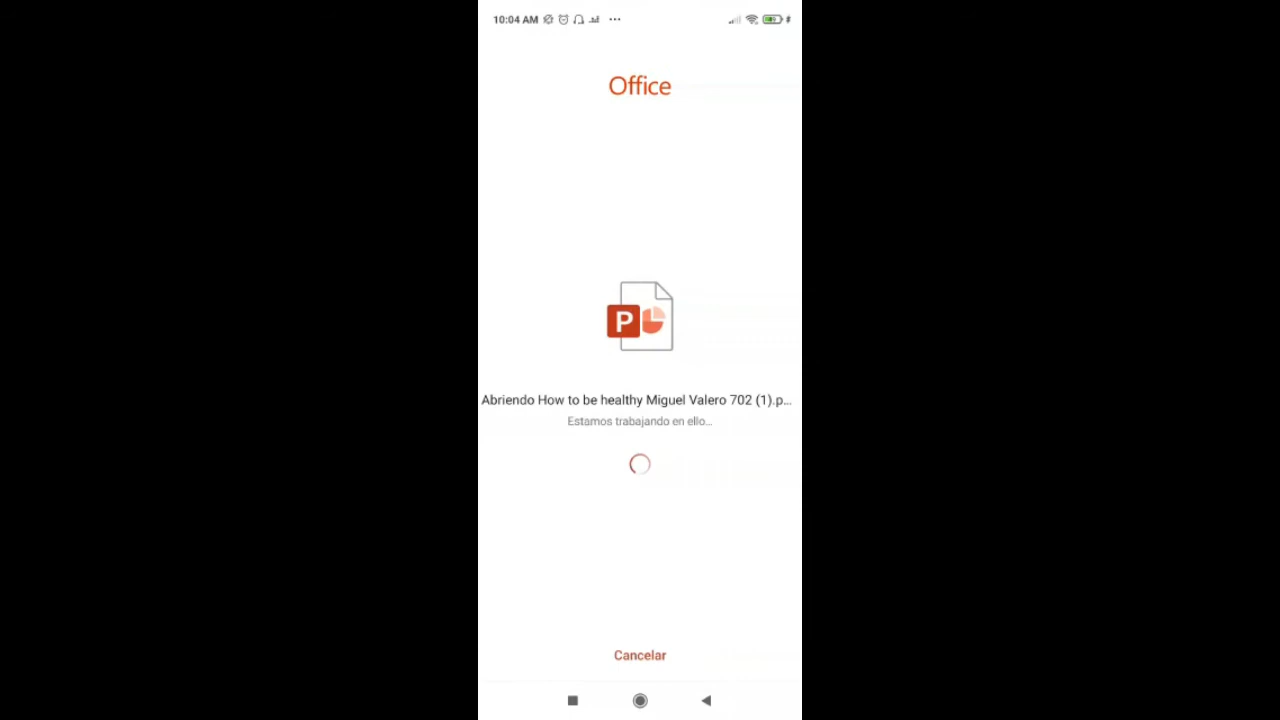 10:04 AM
Office
P
Abriendo How to be healthy Miguel Valero 702 (1).p...
Estamos trabajando en ello...
Cancelar